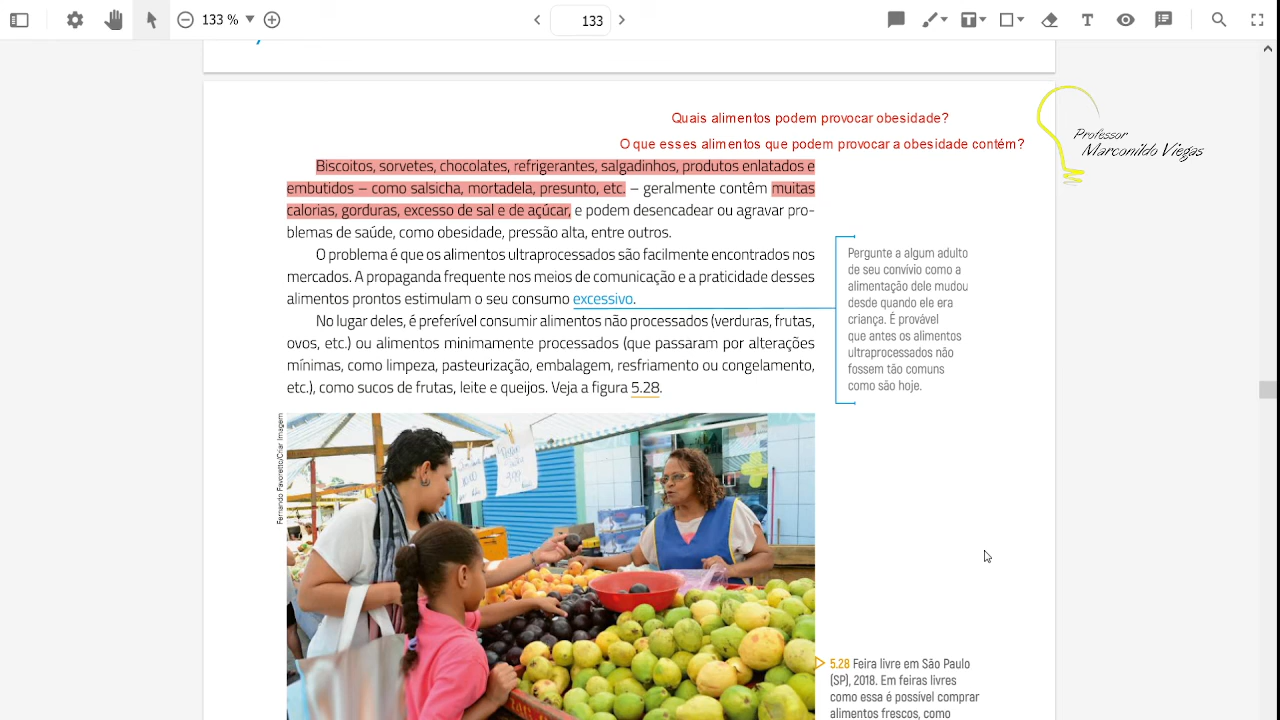 133 %
133
Quais alimentos podem provocar obesidade?
O que esses alimentos que podem provocar a obesidade contém?
Professor
Marconildo Viegas
Biscoitos, sorvetes, chocolates, refrigerantes, salgadinhos, produtos enlatados e
embutidos – como salsicha, mortadela, presunto, etc. – geralmente contêm muitas
calorias, gorduras, excesso de sal e de açúcar, e podem desencadear ou agravar pro-
blemas de saúde, como obesidade, pressão alta, entre outros.
O problema é que os alimentos ultraprocessados são facilmente encontrados nos
mercados. A propaganda frequente nos meios de comunicação e a praticidade desses
alimentos prontos estimulam o seu consumo excessivo.
No lugar deles, é preferível consumir alimentos não processados (verduras, frutas,
ovos, etc.) ou alimentos minimamente processados (que passaram por alterações
mínimas, como limpeza, pasteurização, embalagem, resfriamento ou congelamento,
etc.), como sucos de frutas, leite e queijos. Veja a figura 5.28.
Pergunte a algum adulto
de seu convívio como a
alimentação dele mudou
desde quando ele era
criança. É provável
que antes os alimentos
ultraprocessados não
fossem tão comuns
como são hoje.
Fernando Favoretto/Criar Imagem
5.28 Feira livre em São Paulo
(SP), 2018. Em feiras livres
como essa é possível comprar
alimentos frescos, como